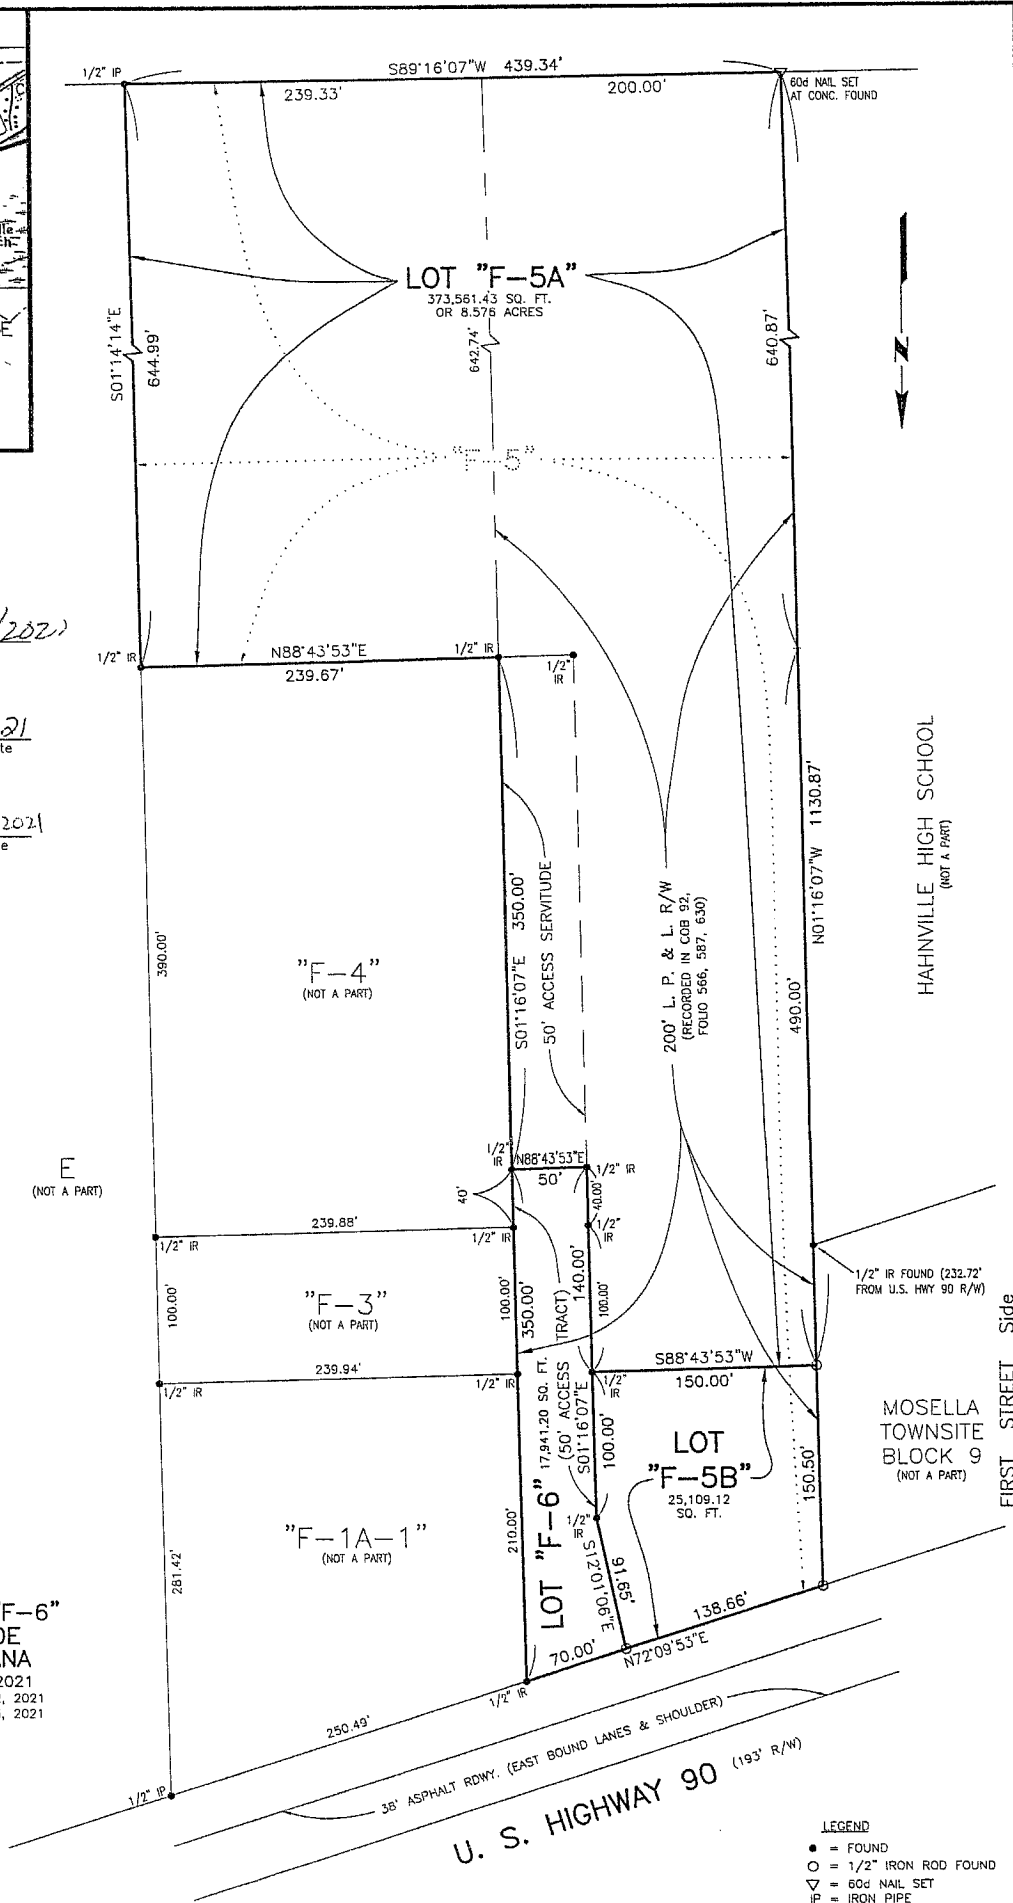 S89°16'07"W 439.34'
1/2" IP
239.33'
200.00'
60d NAIL SET
AT CONC. FOUND
LOT "F-5A"
373,561.43 SQ. FT.
OR 8.576 ACRES
S01°14'14"E
644.99'
642.74'
640.87'
N
"F-5"
2021
N88°43'53"E
239.67'
1/2" IR
1/2" IR
1/2"
IR
21
te
2021
e
HAHNVILLE HIGH SCHOOL
(NOT A PART)
N01°16'07"W 1130.87'
490.00'
S01°16'07"E 350.00'
50' ACCESS SERVITUDE
200' L. P. & L. R/W
(RECORDED IN COB 92,
FOLIO 566, 587, 630)
390.00'
"F-4"
(NOT A PART)
E
(NOT A PART)
1/2"
IR
N88°43'53"E
50'
1/2" IR
40'
40.00'
239.88'
1/2" IR
1/2" IR
1/2"
IR
1/2" IR FOUND (232.72'
FROM U.S. HWY 90 R/W)
"F-3"
(NOT A PART)
100.00'
100.00'
350.00'
140.00'
100.00'
239.94'
1/2" IR
1/2" IR
1/2"
IR
S88°43'53"W
150.00'
LOT "F-6"
17,941.20 SQ. FT.
(50' ACCESS TRACT)
S01°16'07"E
100.00'
LOT
"F-5B"
25,109.12
SQ. FT.
150.50'
MOSELLA
TOWNSITE
BLOCK 9
(NOT A PART)
FIRST STREET Side
"F-1A-1"
(NOT A PART)
281.42'
210.00'
1/2"
IR
S12°01'06"E
91.65'
138.66'
70.00'
N72°09'53"E
1/2" IR
F-6"
DE
ANA
2021
, 2021
, 2021
250.49'
1/2" IP
38' ASPHALT RDWY. (EAST BOUND LANES & SHOULDER)
U. S. HIGHWAY 90 (193' R/W)
LEGEND
● = FOUND
○ = 1/2" IRON ROD FOUND
▽ = 60d NAIL SET
IP = IRON PIPE